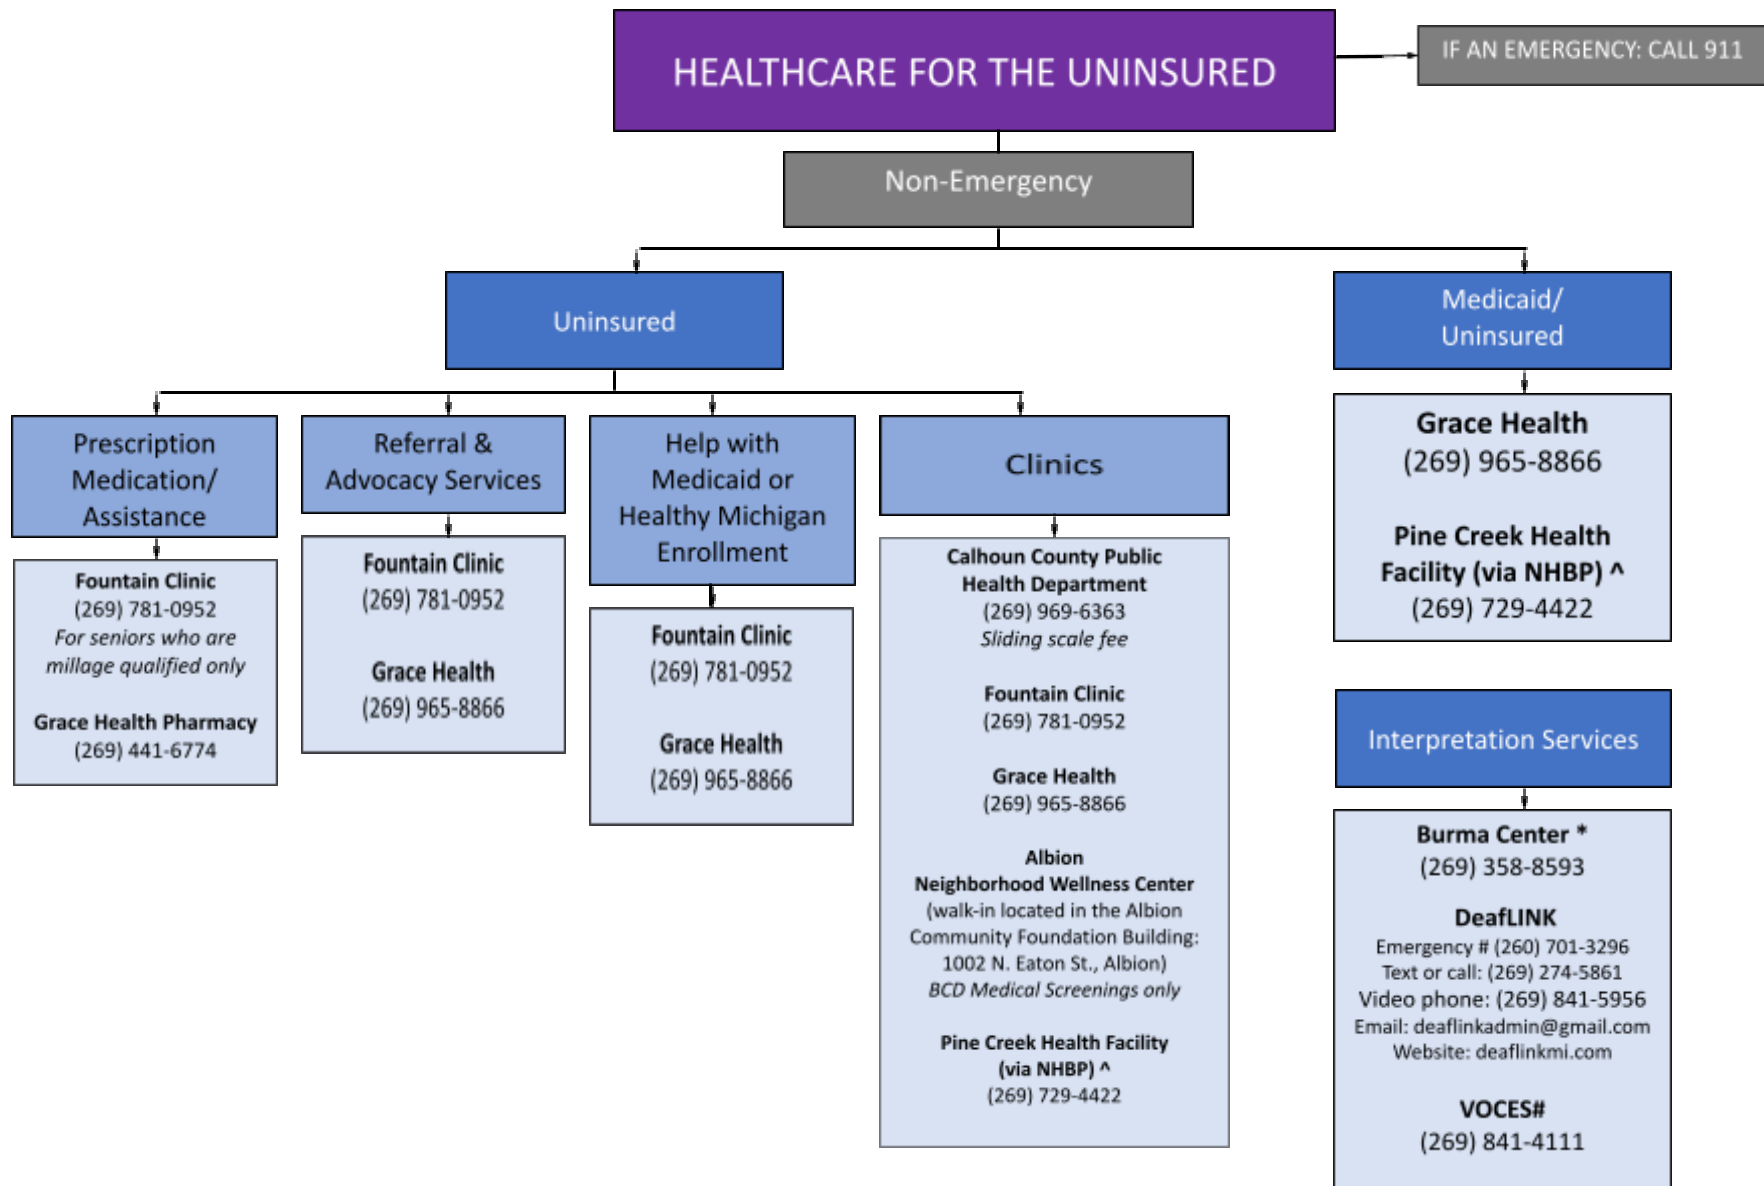 HEALTHCARE FOR THE UNINSURED
IF AN EMERGENCY: CALL 911
Non-Emergency
Uninsured
Medicaid/
Uninsured
Prescription
Medication/
Assistance
Fountain Clinic
(269) 781-0952
For seniors who are
millage qualified only
Grace Health Pharmacy
(269) 441-6774
Referral &
Advocacy Services
Fountain Clinic
(269) 781-0952
Grace Health
(269) 965-8866
Help with
Medicaid or
Healthy Michigan
Enrollment
Fountain Clinic
(269) 781-0952
Grace Health
(269) 965-8866
Clinics
Calhoun County Public
Health Department
(269) 969-6363
Sliding scale fee
Fountain Clinic
(269) 781-0952
Grace Health
(269) 965-8866
Albion
Neighborhood Wellness Center
(walk-in located in the Albion
Community Foundation Building:
1002 N. Eaton St., Albion)
BCD Medical Screenings only
Pine Creek Health Facility
(via NHBP) ^
(269) 729-4422
Grace Health
(269) 965-8866
Pine Creek Health
Facility (via NHBP) ^
(269) 729-4422
Interpretation Services
Burma Center *
(269) 358-8593
DeafLINK
Emergency # (260) 701-3296
Text or call: (269) 274-5861
Video phone: (269) 841-5956
Email: deaflinkadmin@gmail.com
Website: deaflinkmi.com
VOCES#
(269) 841-4111